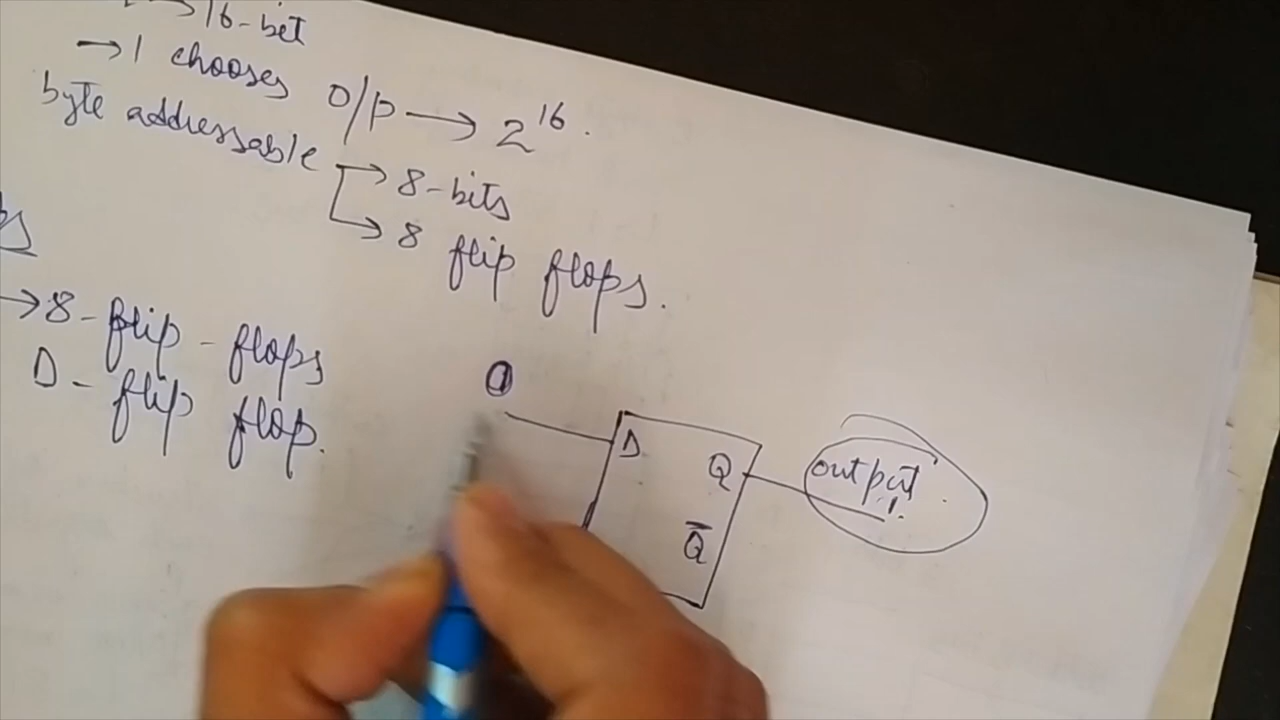 →16-bit
→1 chooses O/P → 2^16.
byte addressable → 8-bits
→ 8 flip flops.
→8-flip-flops
D-flip flop.
D
Q output
1.
Q̅